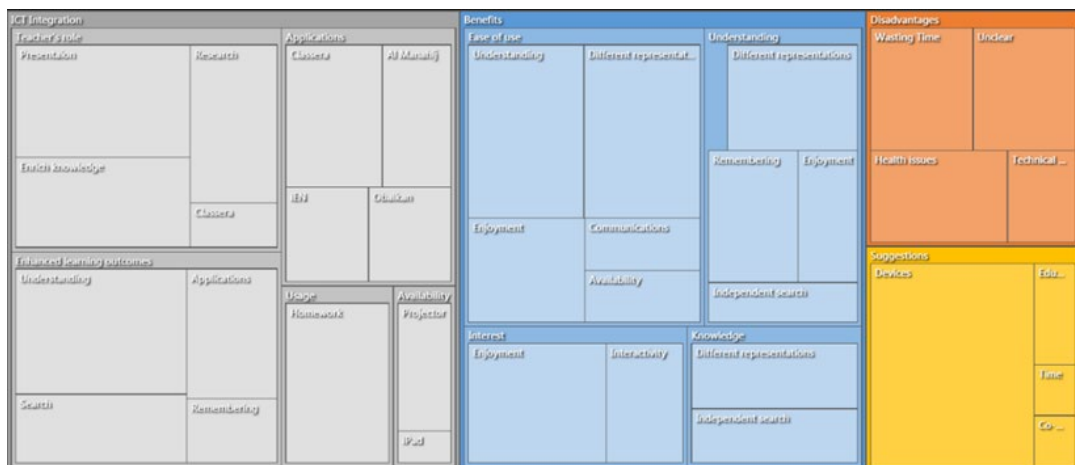 ICT Integration
Teacher's role
Presentaion
Research
Enrich knowledge
Classera
Applications
Classera
Al Manahij
IEN
Obaikan
Enhanced learning outcomes
Understanding
Applications
Search
Remembering
Usage
Homework
Availability
Projector
iPad
Benefits
Ease of use
Understanding
Different representat...
Enjoyment
Communications
Availability
Understanding
Different representations
Remembering
Enjoyment
Independent search
Interest
Enjoyment
Interactivity
Knowledge
Different representations
Independent search
Disadvantages
Wasting Time
Unclear
Health issues
Technical ...
Suggestions
Devices
Edu...
Time
Co-...